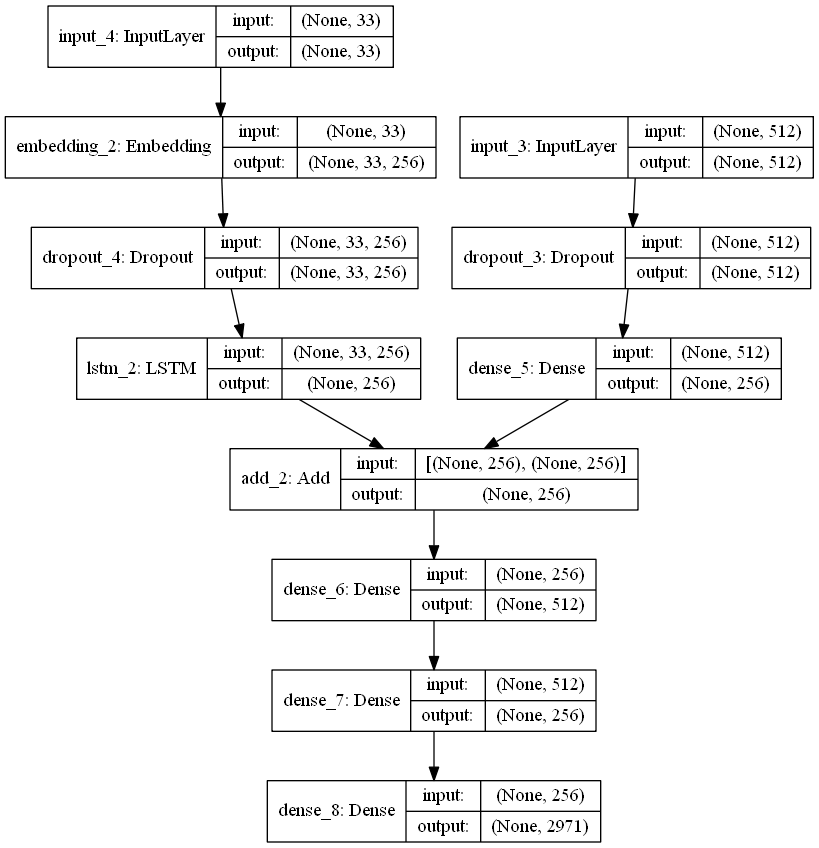 input_4: InputLayer
input:
(None, 33)
output:
(None, 33)
embedding_2: Embedding
input:
(None, 33)
output:
(None, 33, 256)
input_3: InputLayer
input:
(None, 512)
output:
(None, 512)
dropout_4: Dropout
input:
(None, 33, 256)
output:
(None, 33, 256)
dropout_3: Dropout
input:
(None, 512)
output:
(None, 512)
lstm_2: LSTM
input:
(None, 33, 256)
output:
(None, 256)
dense_5: Dense
input:
(None, 512)
output:
(None, 256)
add_2: Add
input:
[(None, 256), (None, 256)]
output:
(None, 256)
dense_6: Dense
input:
(None, 256)
output:
(None, 512)
dense_7: Dense
input:
(None, 512)
output:
(None, 256)
dense_8: Dense
input:
(None, 256)
output:
(None, 2971)